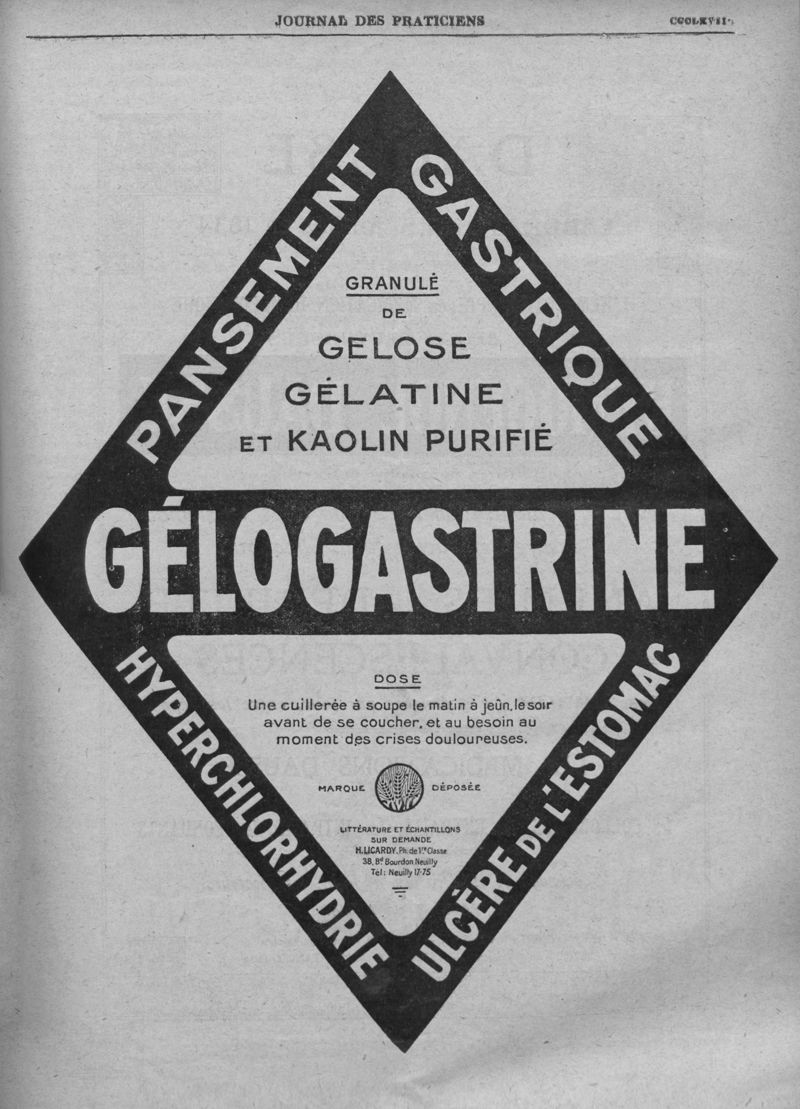 JOURNAL DES PRATICIENS
PANSEMENT GASTRIQUE
GRANULÉ
DE
GELOSE
GÉLATINE
ET KAOLIN PURIFIÉ
GÉLOGASTRINE
HYPERCHLORHYDRIE
ULCÈRE DE L'ESTOMAC
DOSE
Une cuillerée à soupe le matin à jeûn, le soir
avant de se coucher, et au besoin au
moment des crises douloureuses.
MARQUE DÉPOSÉE
LITTÉRATURE ET ÉCHANTILLONS
SUR DEMANDE
H. LICARDY, Ph. de 1re Classe
38, Bd Bourdon Neuilly
Tel: Neuilly 17-75